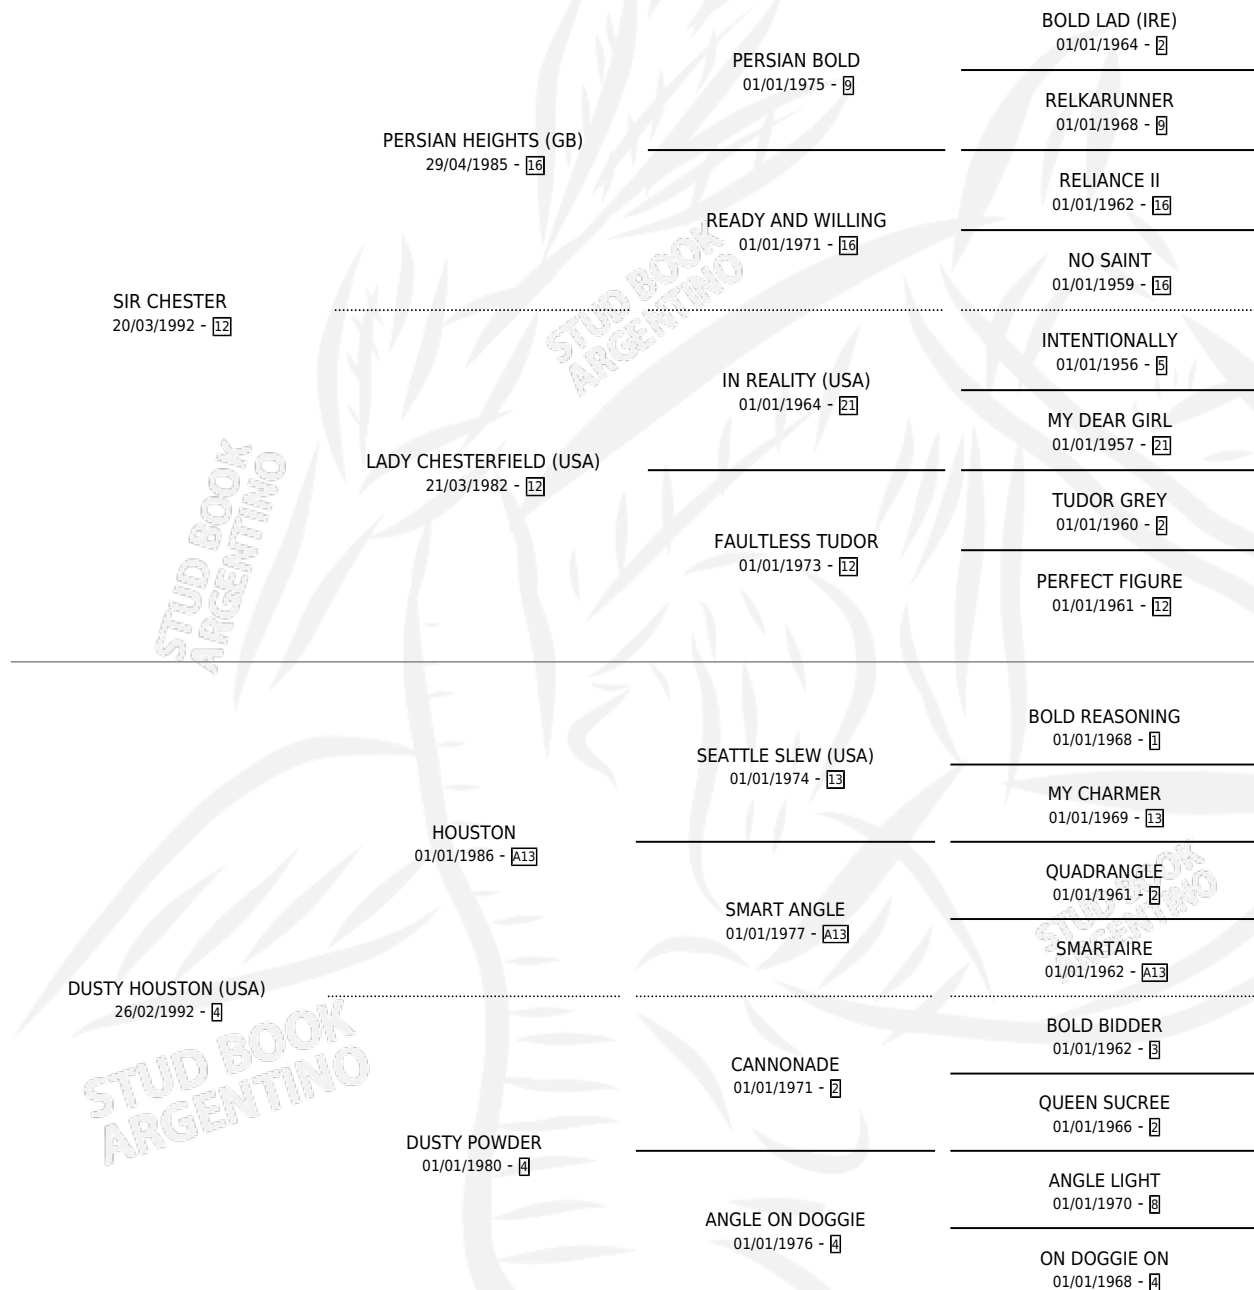 BOLD LAD (IRE)
01/01/1964 - 2
PERSIAN BOLD
01/01/1975 - 9
RELKARUNNER
01/01/1968 - 9
PERSIAN HEIGHTS (GB)
29/04/1985 - 16
RELIANCE II
01/01/1962 - 16
READY AND WILLING
01/01/1971 - 16
NO SAINT
01/01/1959 - 16
SIR CHESTER
20/03/1992 - 12
STUD BOOK
ARGENTINO
INTENTIONALLY
01/01/1956 - 5
IN REALITY (USA)
01/01/1964 - 21
MY DEAR GIRL
01/01/1957 - 21
LADY CHESTERFIELD (USA)
21/03/1982 - 12
TUDOR GREY
01/01/1960 - 2
FAULTLESS TUDOR
01/01/1973 - 12
PERFECT FIGURE
01/01/1961 - 12
STUD BOOK
ARGENTINO
BOLD REASONING
01/01/1968 - 1
SEATTLE SLEW (USA)
01/01/1974 - 13
MY CHARMER
01/01/1969 - 13
HOUSTON
01/01/1986 - A13
QUADRANGLE
01/01/1961 - 2
SMART ANGLE
01/01/1977 - A13
STUD BOOK
ARGENTINO
SMARTAIRE
01/01/1962 - A13
DUSTY HOUSTON (USA)
26/02/1992 - 4
BOLD BIDDER
01/01/1962 - 3
CANNONADE
01/01/1971 - 2
STUD BOOK
ARGENTINO
QUEEN SUCREE
01/01/1966 - 2
DUSTY POWDER
01/01/1980 - 4
ANGLE LIGHT
01/01/1970 - 8
ANGLE ON DOGGIE
01/01/1976 - 4
ON DOGGIE ON
01/01/1968 - 4